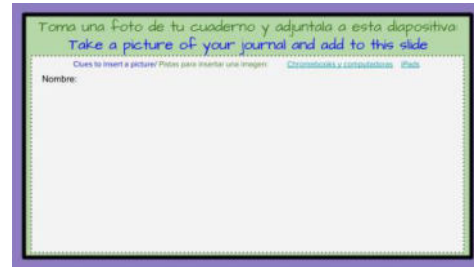 Toma una foto de tu cuaderno y adjuntala a esta diapositiva:
Take a picture of your journal and add to this slide
Clues to insert a picture/ Pistas para insertar una imagen: Chromebooks y computadoras iPads
Nombre: